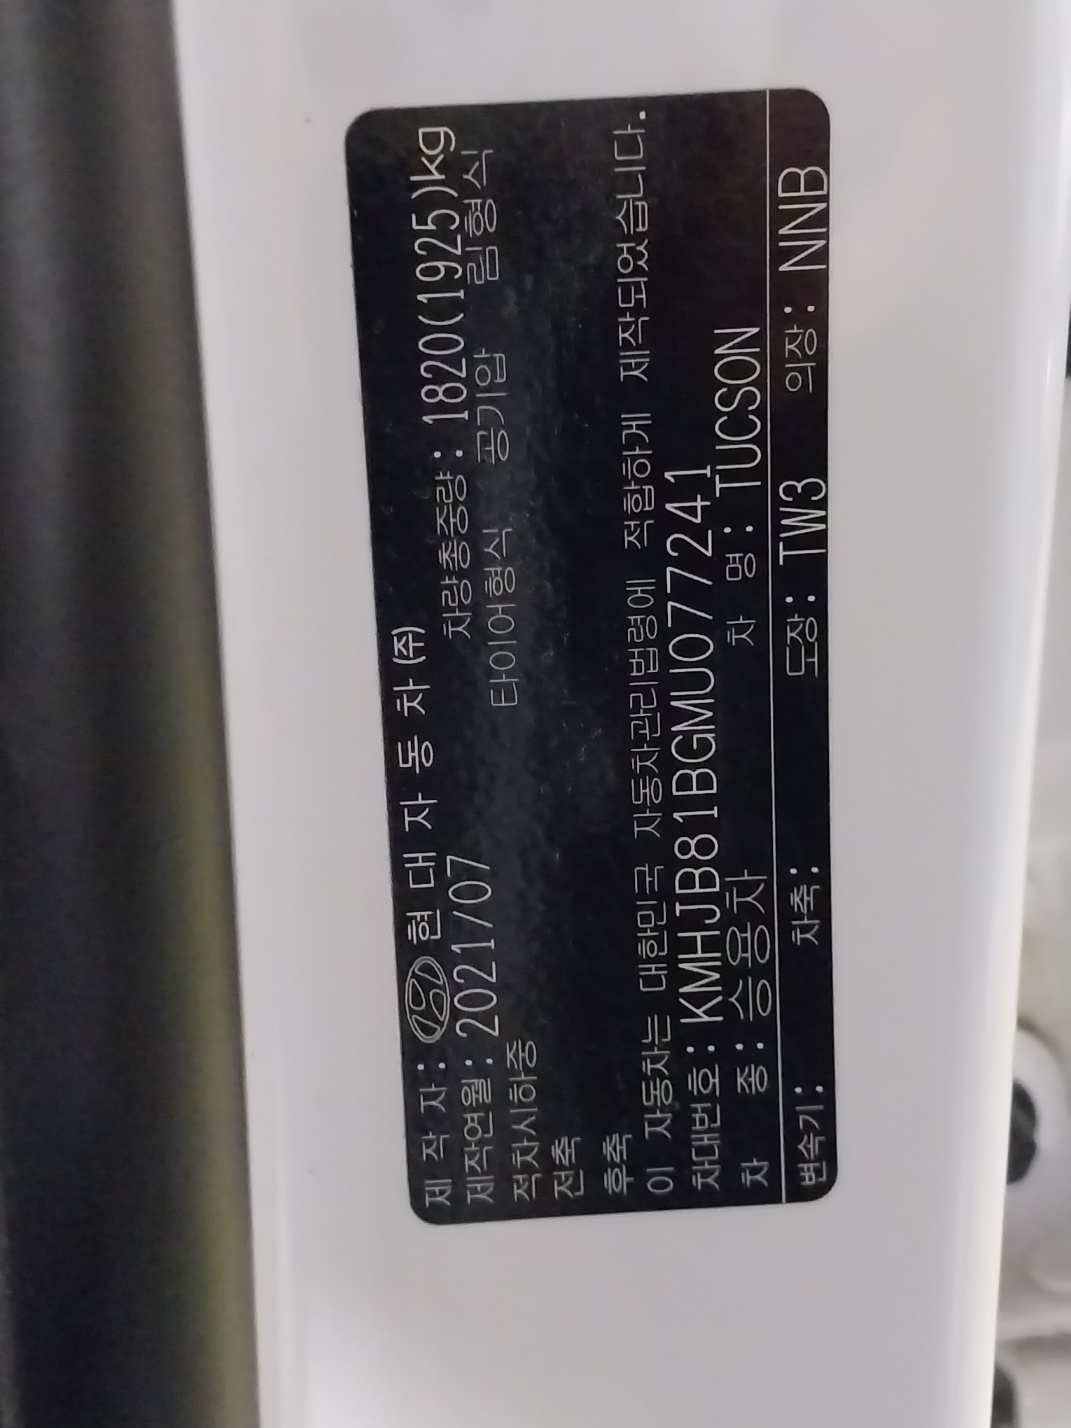 제 작 자 : 현 대 자 동 차 (주)
제작연월 : 2021/07 차량총중량 : 1820(1925)kg
적차시하중 타이어형식 공기압 림형식
전축
후축
이 자동차는 대한민국 자동차관리법령에 적합하게 제작되었습니다.
차대번호 : KMHJB81BGMU077241
차 종 : 승용차 차 명 : TUCSON
변속기 : 차축 : 도장 : TW3 의장 : NNB